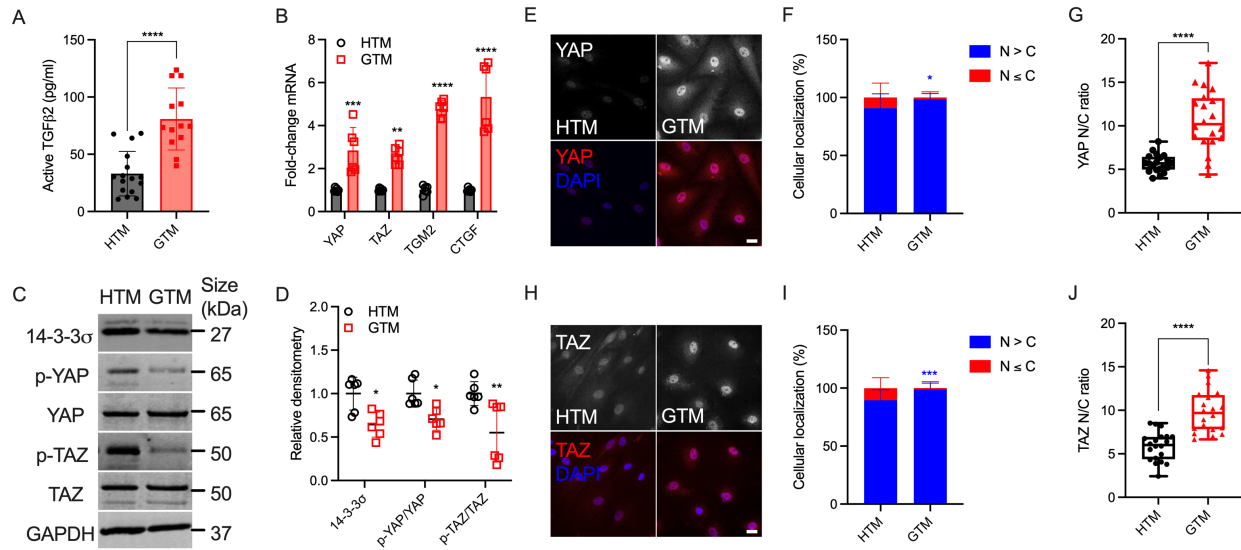 A
****
Active TGFβ2 (pg/ml)
150
100
50
0
HTM
GTM
B
HTM
GTM
Fold-change mRNA
8
6
4
2
0
***
**
****
****
YAP
TAZ
TGM2
CTGF
C
HTM GTM Size
(kDa)
14-3-3σ 27
p-YAP 65
YAP 65
p-TAZ 50
TAZ 50
GAPDH 37
D
HTM
GTM
Relative densitometry
2.0
1.5
1.0
0.5
0.0
*
*
**
14-3-3σ
p-YAP/YAP
p-TAZ/TAZ
E
YAP
HTM GTM
YAP
DAPI
F
Cellular localization (%)
150
100
50
0
*
HTM
GTM
N > C
N ≤ C
G
****
YAP N/C ratio
20
15
10
5
0
HTM
GTM
H
TAZ
HTM GTM
TAZ
DAPI
I
Cellular localization (%)
150
100
50
0
***
HTM
GTM
N > C
N ≤ C
J
****
TAZ N/C ratio
20
15
10
5
0
HTM
GTM